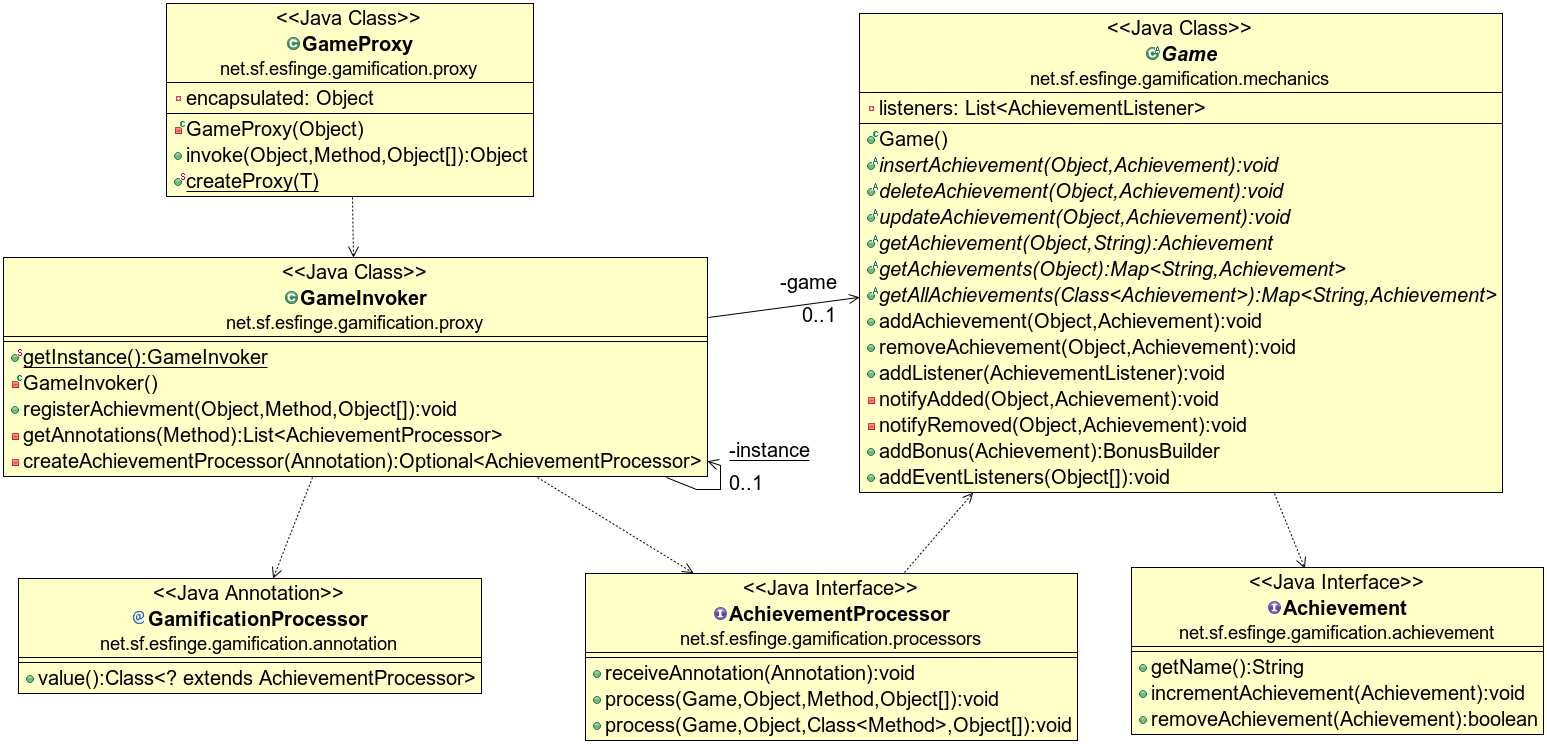 <<Java Class>>
GameProxy
net.sf.esfinge.gamification.proxy
encapsulated: Object
GameProxy(Object)
invoke(Object,Method,Object[]):Object
createProxy(T)
<<Java Class>>
Game
net.sf.esfinge.gamification.mechanics
listeners: List<AchievementListener>
Game()
insertAchievement(Object,Achievement):void
deleteAchievement(Object,Achievement):void
updateAchievement(Object,Achievement):void
getAchievement(Object,String):Achievement
getAchievements(Object):Map<String,Achievement>
getAllAchievements(Class<Achievement>):Map<String,Achievement>
addAchievement(Object,Achievement):void
removeAchievement(Object,Achievement):void
addListener(AchievementListener):void
notifyAdded(Object,Achievement):void
notifyRemoved(Object,Achievement):void
addBonus(Achievement):BonusBuilder
addEventListeners(Object[]):void
<<Java Class>>
GameInvoker
net.sf.esfinge.gamification.proxy
getInstance():GameInvoker
GameInvoker()
registerAchievment(Object,Method,Object[]):void
getAnnotations(Method):List<AchievementProcessor>
createAchievementProcessor(Annotation):Optional<AchievementProcessor>
-game
0..1
-instance
0..1
<<Java Annotation>>
GamificationProcessor
net.sf.esfinge.gamification.annotation
value():Class<? extends AchievementProcessor>
<<Java Interface>>
AchievementProcessor
net.sf.esfinge.gamification.processors
receiveAnnotation(Annotation):void
process(Game,Object,Method,Object[]):void
process(Game,Object,Class<Method>,Object[]):void
<<Java Interface>>
Achievement
net.sf.esfinge.gamification.achievement
getName():String
incrementAchievement(Achievement):void
removeAchievement(Achievement):boolean